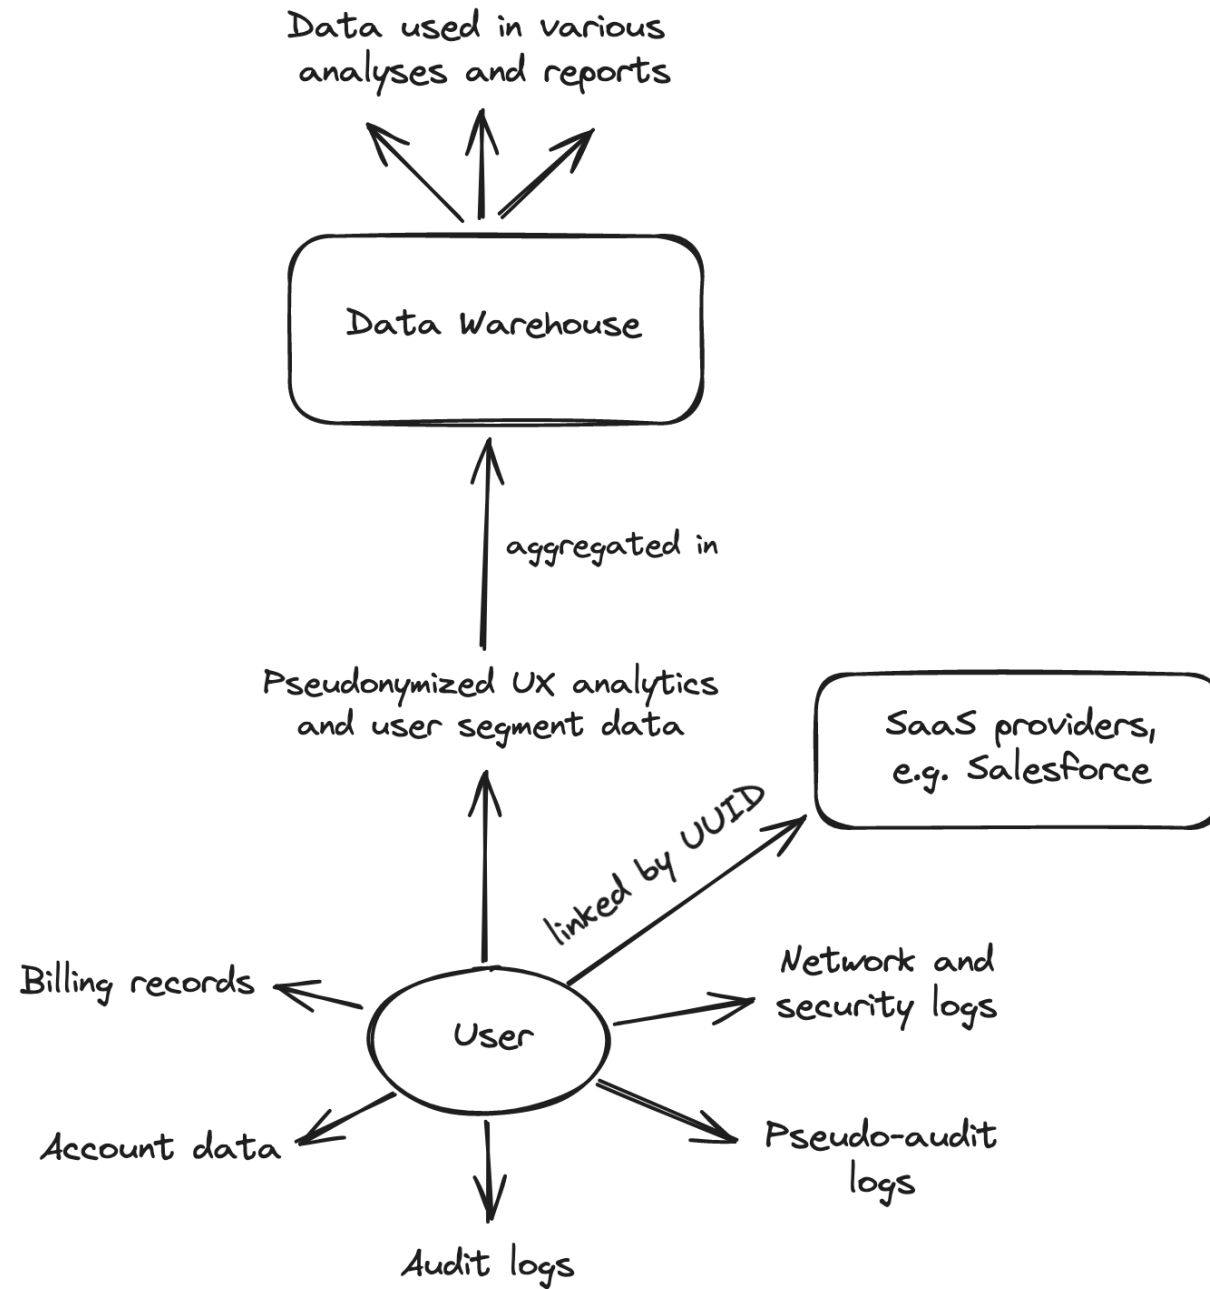 Data used in various
analyses and reports
Data Warehouse
aggregated in
Pseudonymized UX analytics
and user segment data
SaaS providers,
e.g. Salesforce
linked by UUID
Network and
security logs
Billing records
User
Account data
Pseudo-audit
logs
Audit logs